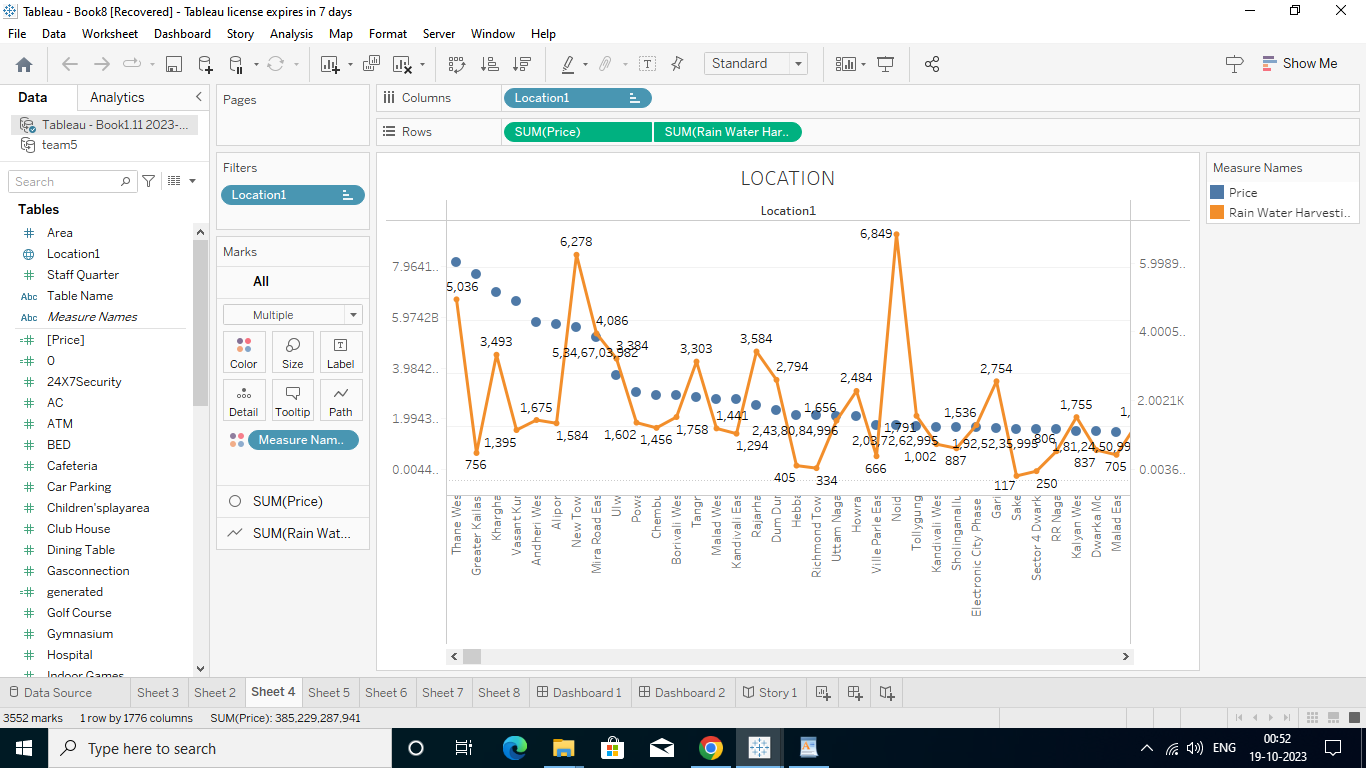 Tableau - Book8 [Recovered] - Tableau license expires in 7 days
File Data Worksheet Dashboard Story Analysis Map Format Server Window Help
Standard Show Me
Data Analytics
Tableau - Book1.11 2023-...
team5
Search
Tables
Area
Location1
Staff Quarter
Abc Table Name
Abc Measure Names
[Price]
0
24X7Security
AC
ATM
BED
Cafeteria
Car Parking
Children'splayarea
Club House
Dining Table
Gasconnection
generated
Golf Course
Gymnasium
Hospital
Indoor Games
Pages
Filters
Location1
Marks
All
Multiple
Color Size Label
Detail Tooltip Path
Measure Nam..
SUM(Price)
SUM(Rain Wat...
Columns Location1
Rows SUM(Price) SUM(Rain Water Har..
LOCATION
Location1
7.9641..
5.9742B
3.9842..
1.9943..
0.0044..
5,036
756
3,493
1,395
1,675
1,584
6,278
4,086
5,34,67,03,982
3,384
1,602
1,456
1,758
3,303
1,441
1,294
3,584
2,794
2,43,80,84,996
405
1,656
334
2,484
2,03,72,62,995
666
6,849
1,791
1,002
887
1,536
1,92,52,35,995
2,754
117
250
806
1,755
1,81,24,50,99
837
705
1,
5.9989..
4.0005..
2.0021K
0.0036..
Thane Wes
Greater Kailas
Khargha
Vasant Kun
Andheri Wes
Alipor
New Tow
Mira Road Eas
Ulw
Powa
Chembu
Borivali Wes
Tangr
Malad Wes
Kandivali Eas
Rajarha
Dum Dur
Hebba
Richmond Tow
Uttam Naga
Howra
Ville Parle Eas
Noid
Tollygung
Kandivali Wes
Sholinganallu
Electronic City Phase
Gari
Sake
Sector 4 Dwark
RR Naga
Kalyan Wes
Dwarka Mo
Malad Eas
Measure Names
Price
Rain Water Harvesti..
Data Source Sheet 3 Sheet 2 Sheet 4 Sheet 5 Sheet 6 Sheet 7 Sheet 8 Dashboard 1 Dashboard 2 Story 1
3552 marks 1 row by 1776 columns SUM(Price): 385,229,287,941
Type here to search
ENG
00:52
19-10-2023